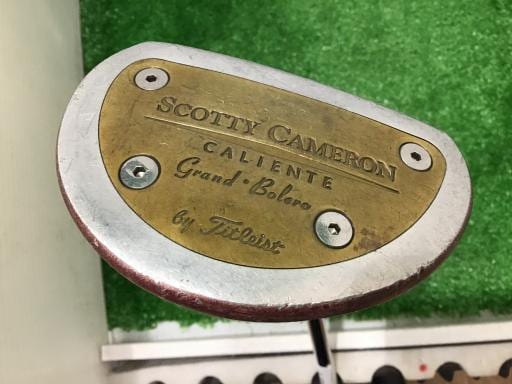 SCOTTY CAMERON
CALIENTE
Grand • Bolero
by Titleist